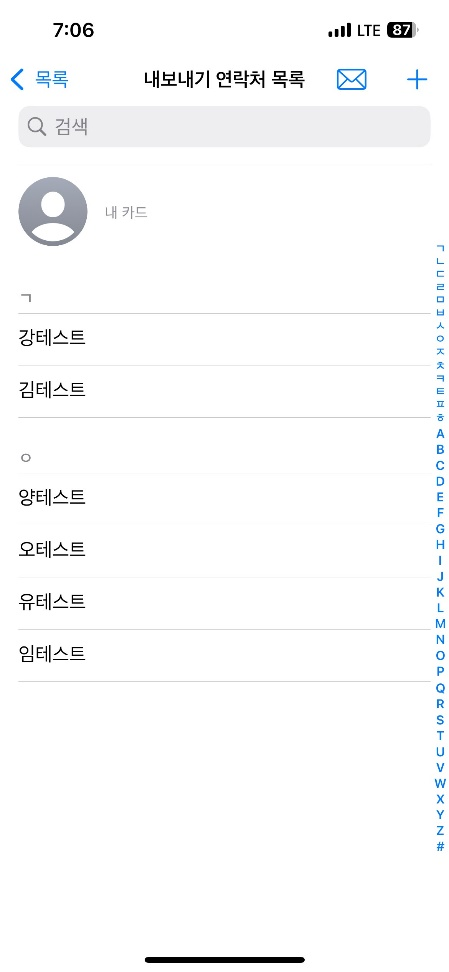 7:06
LTE 87
목록
내보내기 연락처 목록
검색
내 카드
ㄱ
강테스트
김테스트
ㅇ
양테스트
오테스트
유테스트
임테스트
ㄱ
ㄴ
ㄷ
ㄹ
ㅁ
ㅂ
ㅅ
ㅇ
ㅈ
ㅊ
ㅋ
ㅌ
ㅍ
ㅎ
A
B
C
D
E
F
G
H
I
J
K
L
M
N
O
P
Q
R
S
T
U
V
W
X
Y
Z
#